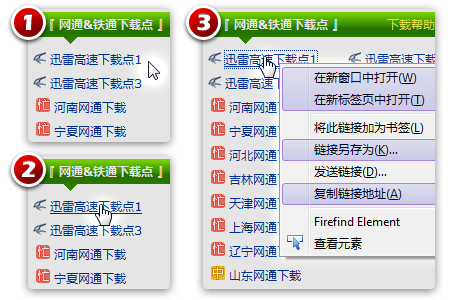 1
『 网通&铁通下载点 』
迅雷高速下载点1
迅雷高速下载点3
河南网通下载
宁夏网通下载
2
『 网通&铁通下载点 』
迅雷高速下载点1
迅雷高速下载点3
河南网通下载
宁夏网通下载
3
『 网通&铁通下载点 』 下载帮助
迅雷高速下载点1 迅雷高速下载点
迅雷高速
河南网通下载
宁夏网通
河北网通
吉林网通
天津网通
上海网通
辽宁网通
山东网通下载
在新窗口中打开(W)
在新标签页中打开(T)
将此链接加为书签(L)
链接另存为(K)...
发送链接(D)...
复制链接地址(A)
Firefind Element
查看元素